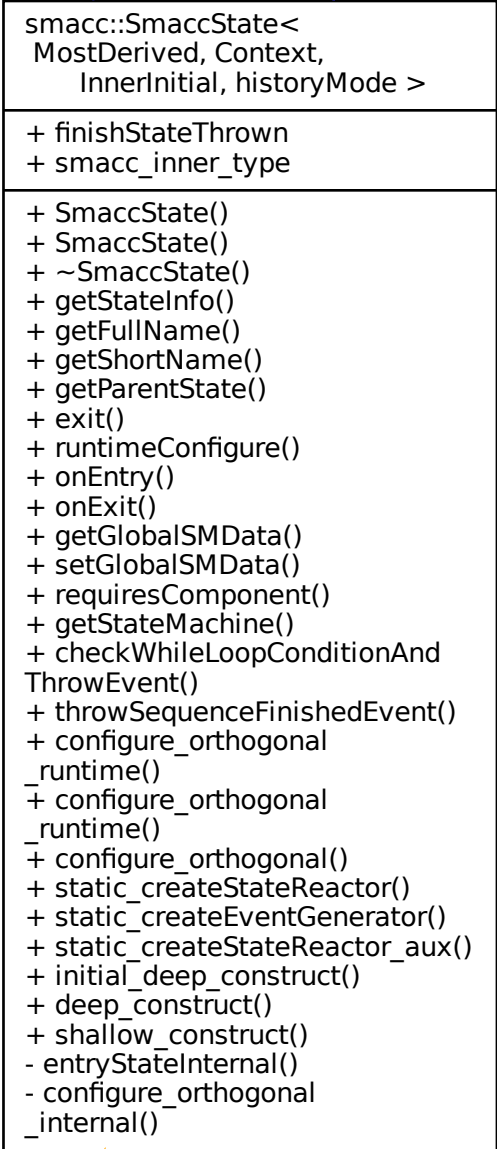 smacc::SmaccState<
MostDerived, Context,
InnerInitial, historyMode >
+ finishStateThrown
+ smacc_inner_type
+ SmaccState()
+ SmaccState()
+ ~SmaccState()
+ getStateInfo()
+ getFullName()
+ getShortName()
+ getParentState()
+ exit()
+ runtimeConfigure()
+ onEntry()
+ onExit()
+ getGlobalSMData()
+ setGlobalSMData()
+ requiresComponent()
+ getStateMachine()
+ checkWhileLoopConditionAnd
ThrowEvent()
+ throwSequenceFinishedEvent()
+ configure_orthogonal
_runtime()
+ configure_orthogonal
_runtime()
+ configure_orthogonal()
+ static_createStateReactor()
+ static_createEventGenerator()
+ static_createStateReactor_aux()
+ initial_deep_construct()
+ deep_construct()
+ shallow_construct()
- entryStateInternal()
- configure_orthogonal
_internal()